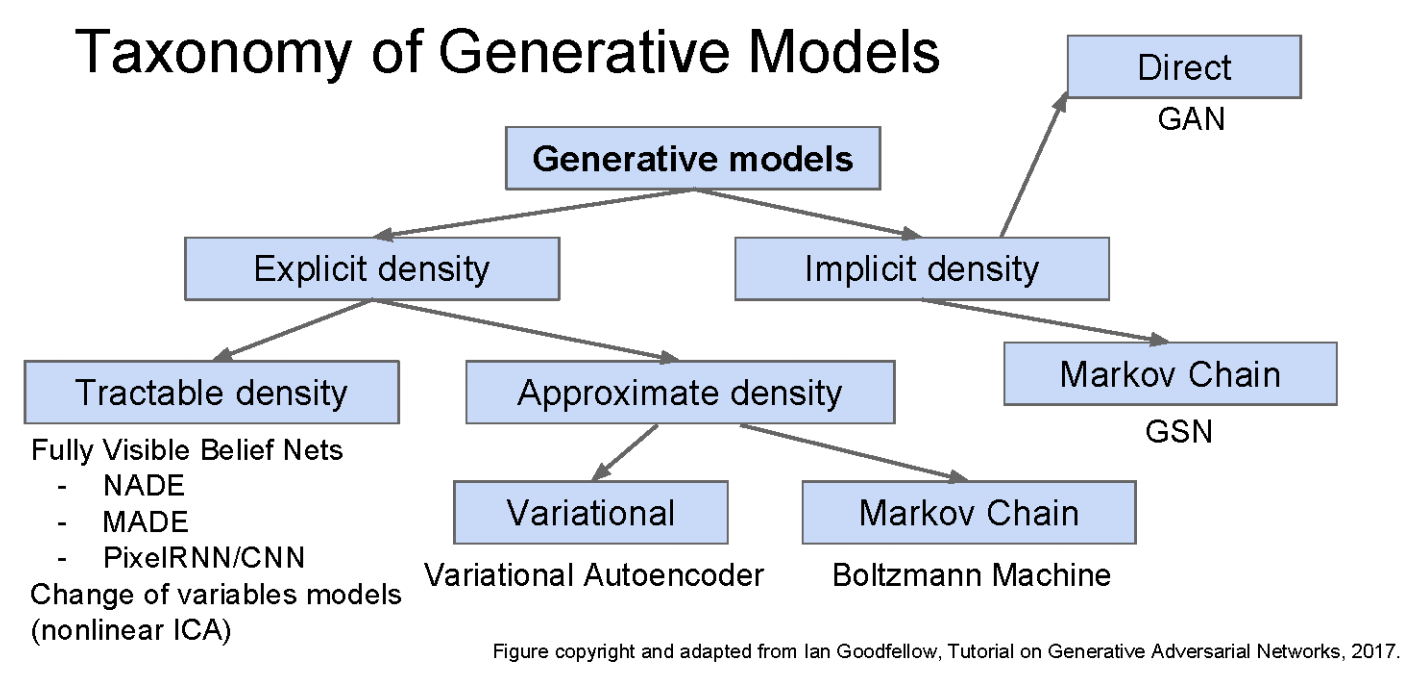 Taxonomy of Generative Models
Direct
GAN
Generative models
Explicit density
Implicit density
Tractable density
Approximate density
Markov Chain
GSN
Fully Visible Belief Nets
- NADE
- MADE
- PixelRNN/CNN
Change of variables models
(nonlinear ICA)
Variational
Markov Chain
Variational Autoencoder
Boltzmann Machine
Figure copyright and adapted from Ian Goodfellow, Tutorial on Generative Adversarial Networks, 2017.